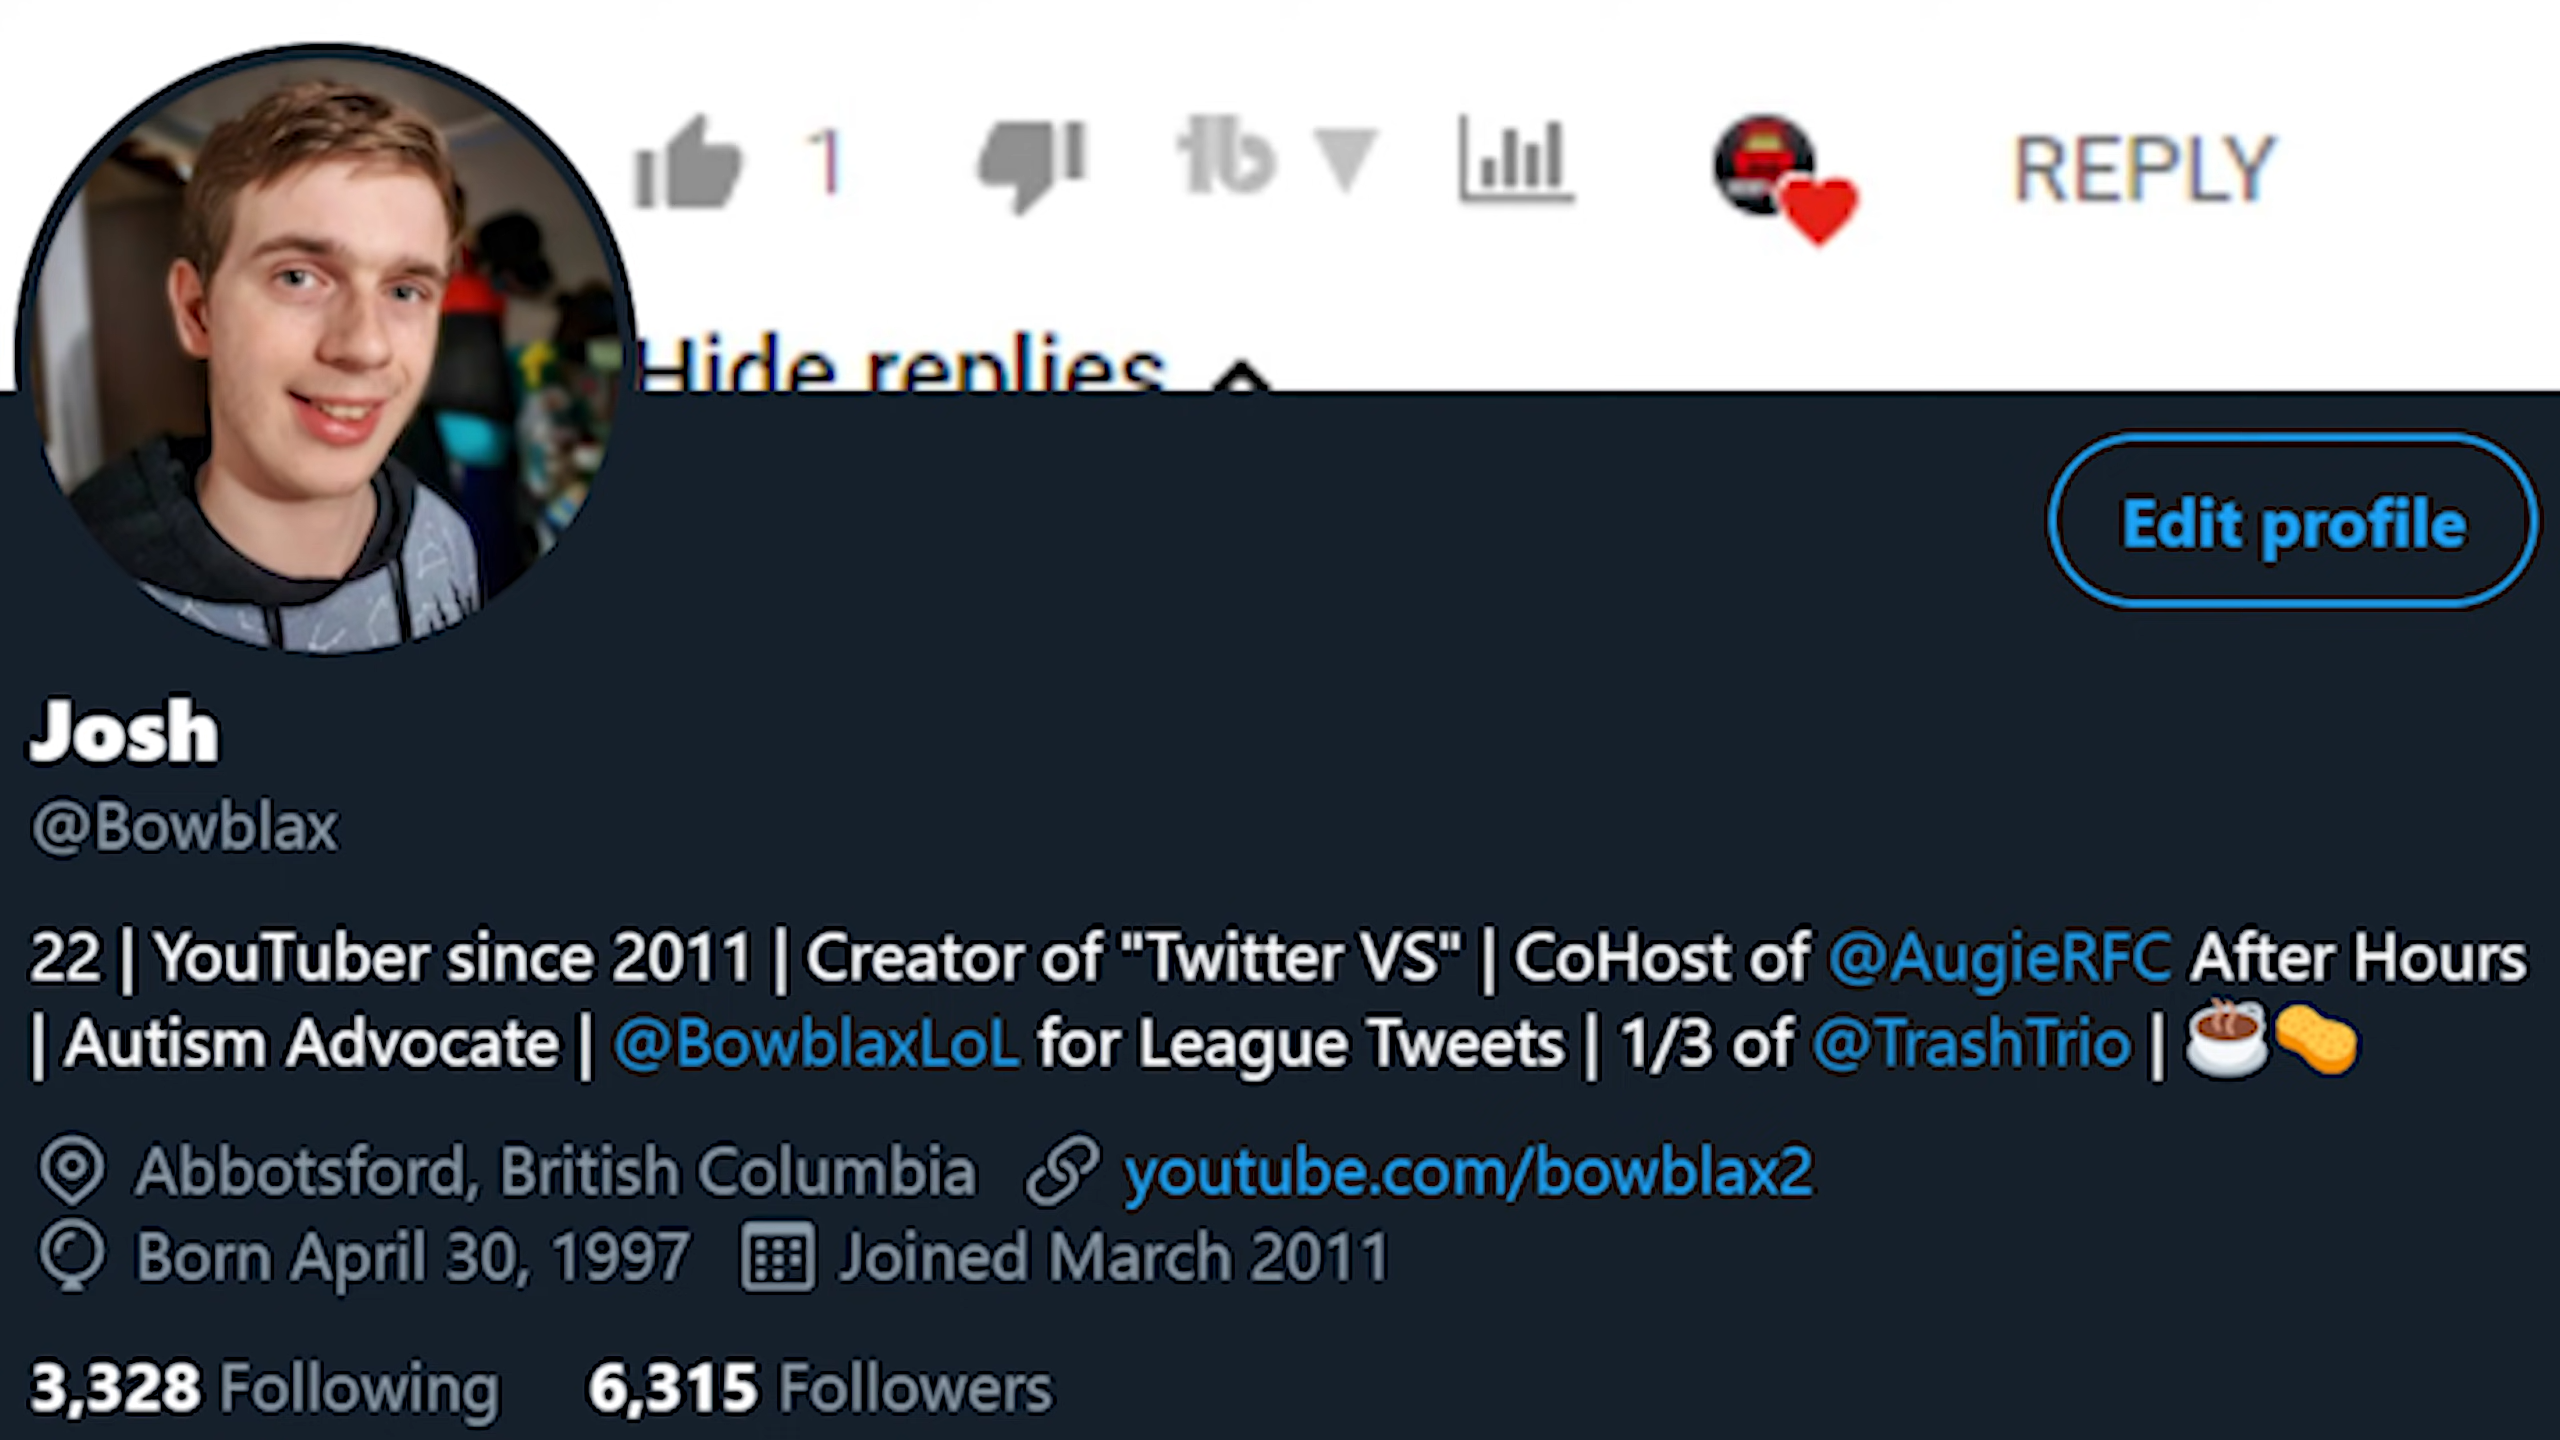 1 REPLY
Hide replies
Edit profile
Josh
@Bowblax
22 | YouTuber since 2011 | Creator of "Twitter VS" | CoHost of @AugieRFC After Hours
| Autism Advocate | @BowblaxLoL for League Tweets | 1/3 of @TrashTrio | ☕🥔
Abbotsford, British Columbia youtube.com/bowblax2
Born April 30, 1997 Joined March 2011
3,328 Following 6,315 Followers